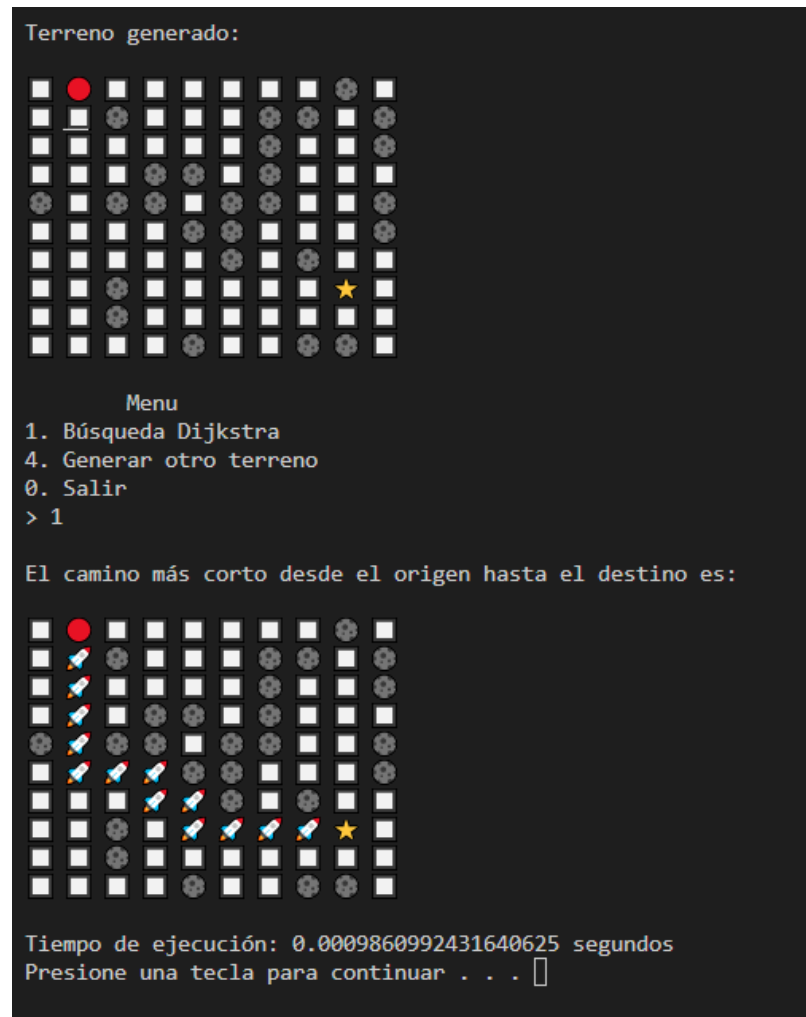 Terreno generado:
Menu
1. Búsqueda Dijkstra
4. Generar otro terreno
0. Salir
> 1
El camino más corto desde el origen hasta el destino es:
Tiempo de ejecución: 0.0009860992431640625 segundos
Presione una tecla para continuar . . .